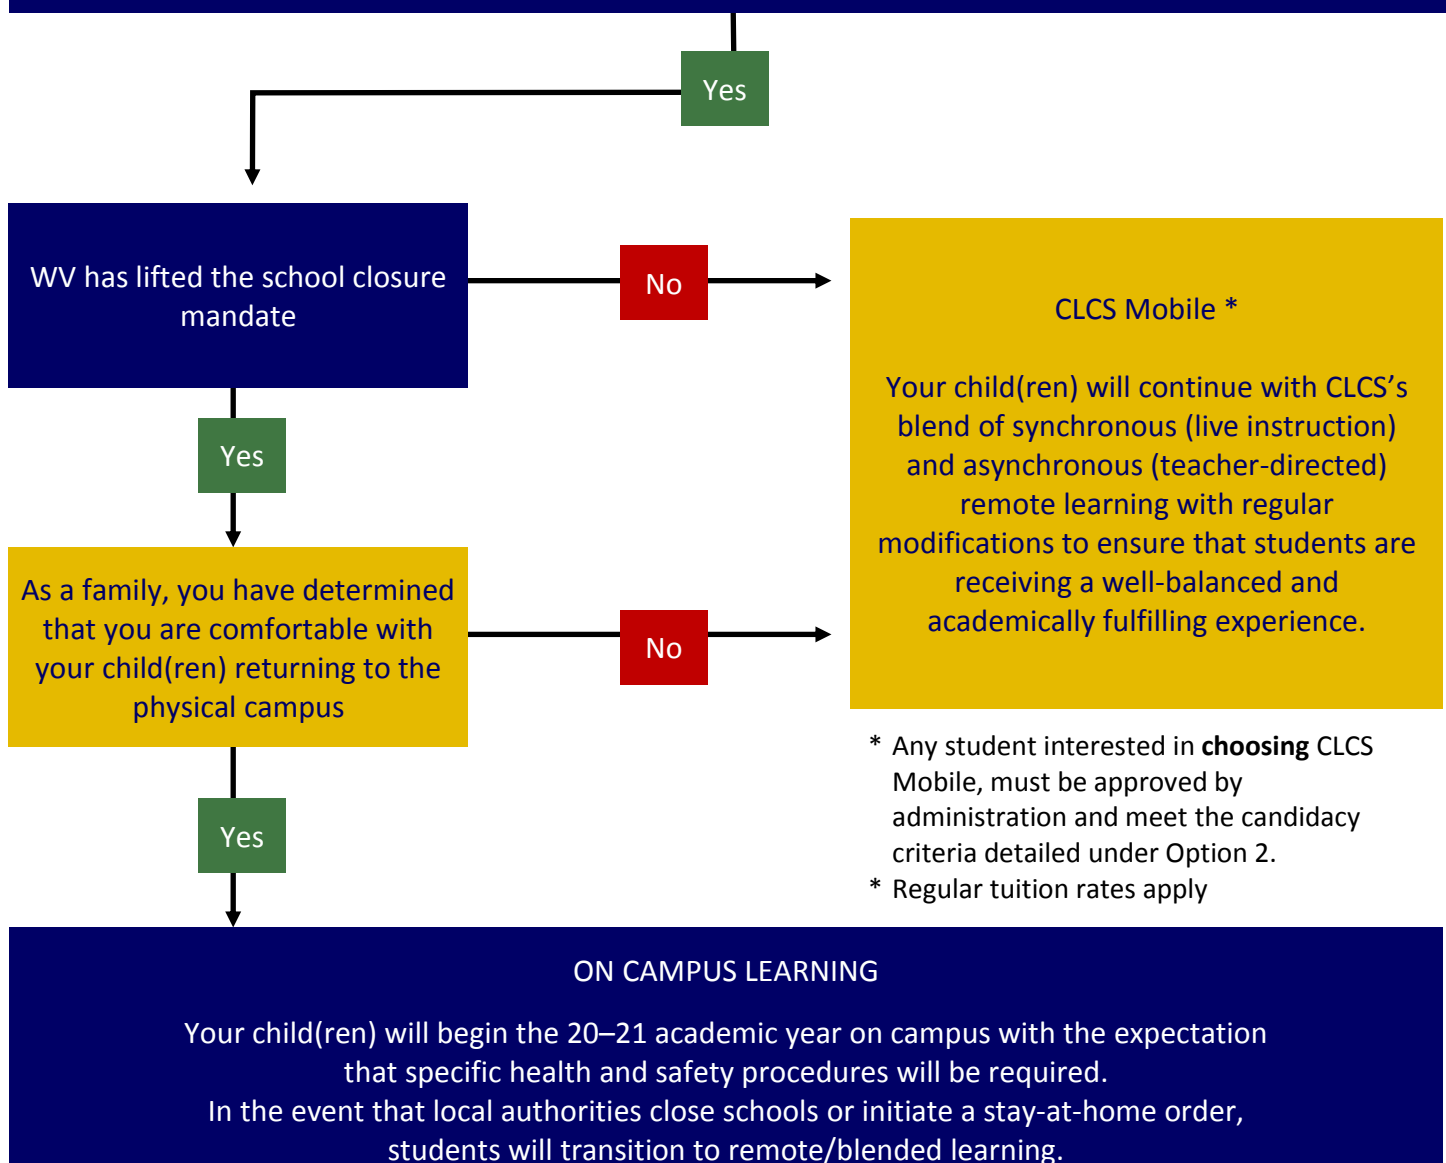 Yes
WV has lifted the school closure
mandate
No
CLCS Mobile *
Your child(ren) will continue with CLCS’s
blend of synchronous (live instruction)
and asynchronous (teacher-directed)
remote learning with regular
modifications to ensure that students are
receiving a well-balanced and
academically fulfilling experience.
Yes
As a family, you have determined
that you are comfortable with
your child(ren) returning to the
physical campus
No
* Any student interested in choosing CLCS
Mobile, must be approved by
administration and meet the candidacy
criteria detailed under Option 2.
* Regular tuition rates apply
Yes
ON CAMPUS LEARNING
Your child(ren) will begin the 20–21 academic year on campus with the expectation
that specific health and safety procedures will be required.
In the event that local authorities close schools or initiate a stay-at-home order,
students will transition to remote/blended learning.